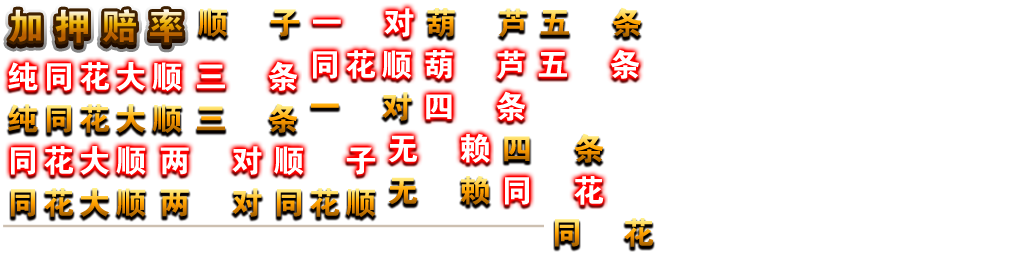 加押赔率 顺 子 一 对 葫 芦 五 条
纯同花大顺 三 条 同花顺 葫 芦 五 条
纯同花大顺 三 条 一 对 四 条
同花大顺 两 对 顺 子 无 赖 四 条
同花大顺 两 对 同花顺 无 赖 同 花
同 花